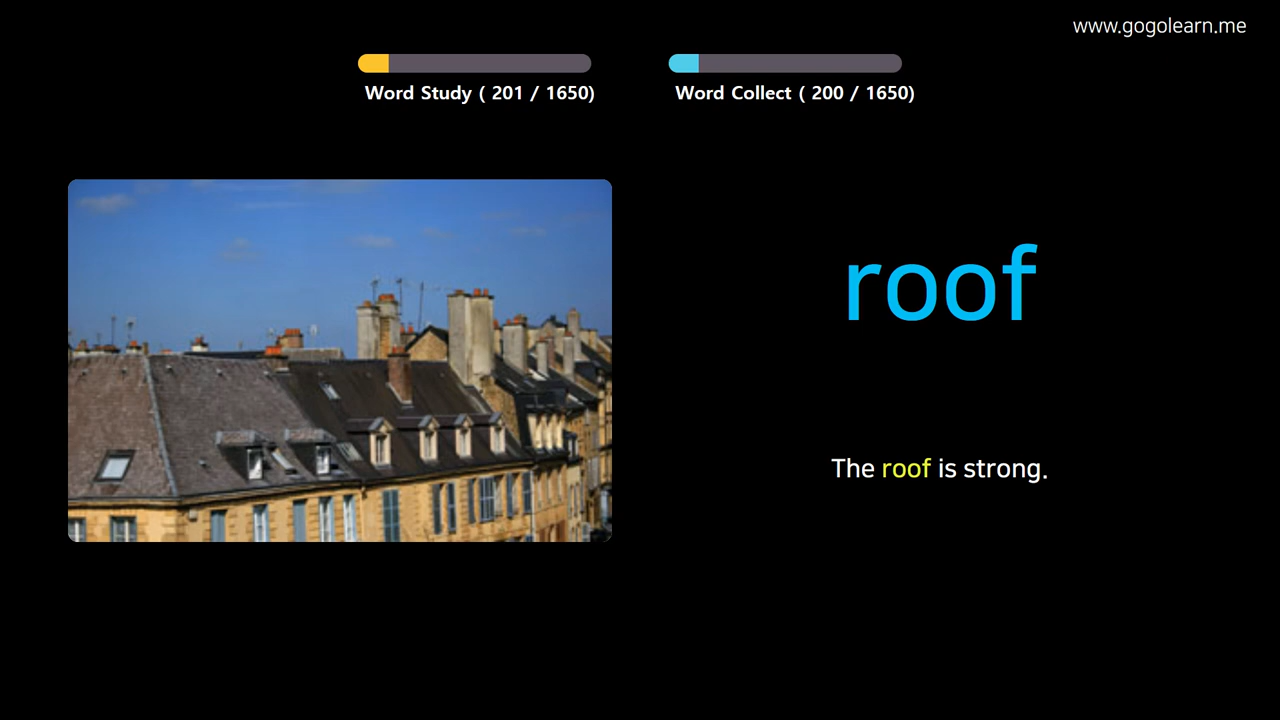 www.gogolearn.me
Word Study ( 201 / 1650)
Word Collect ( 200 / 1650)
roof
The roof is strong.